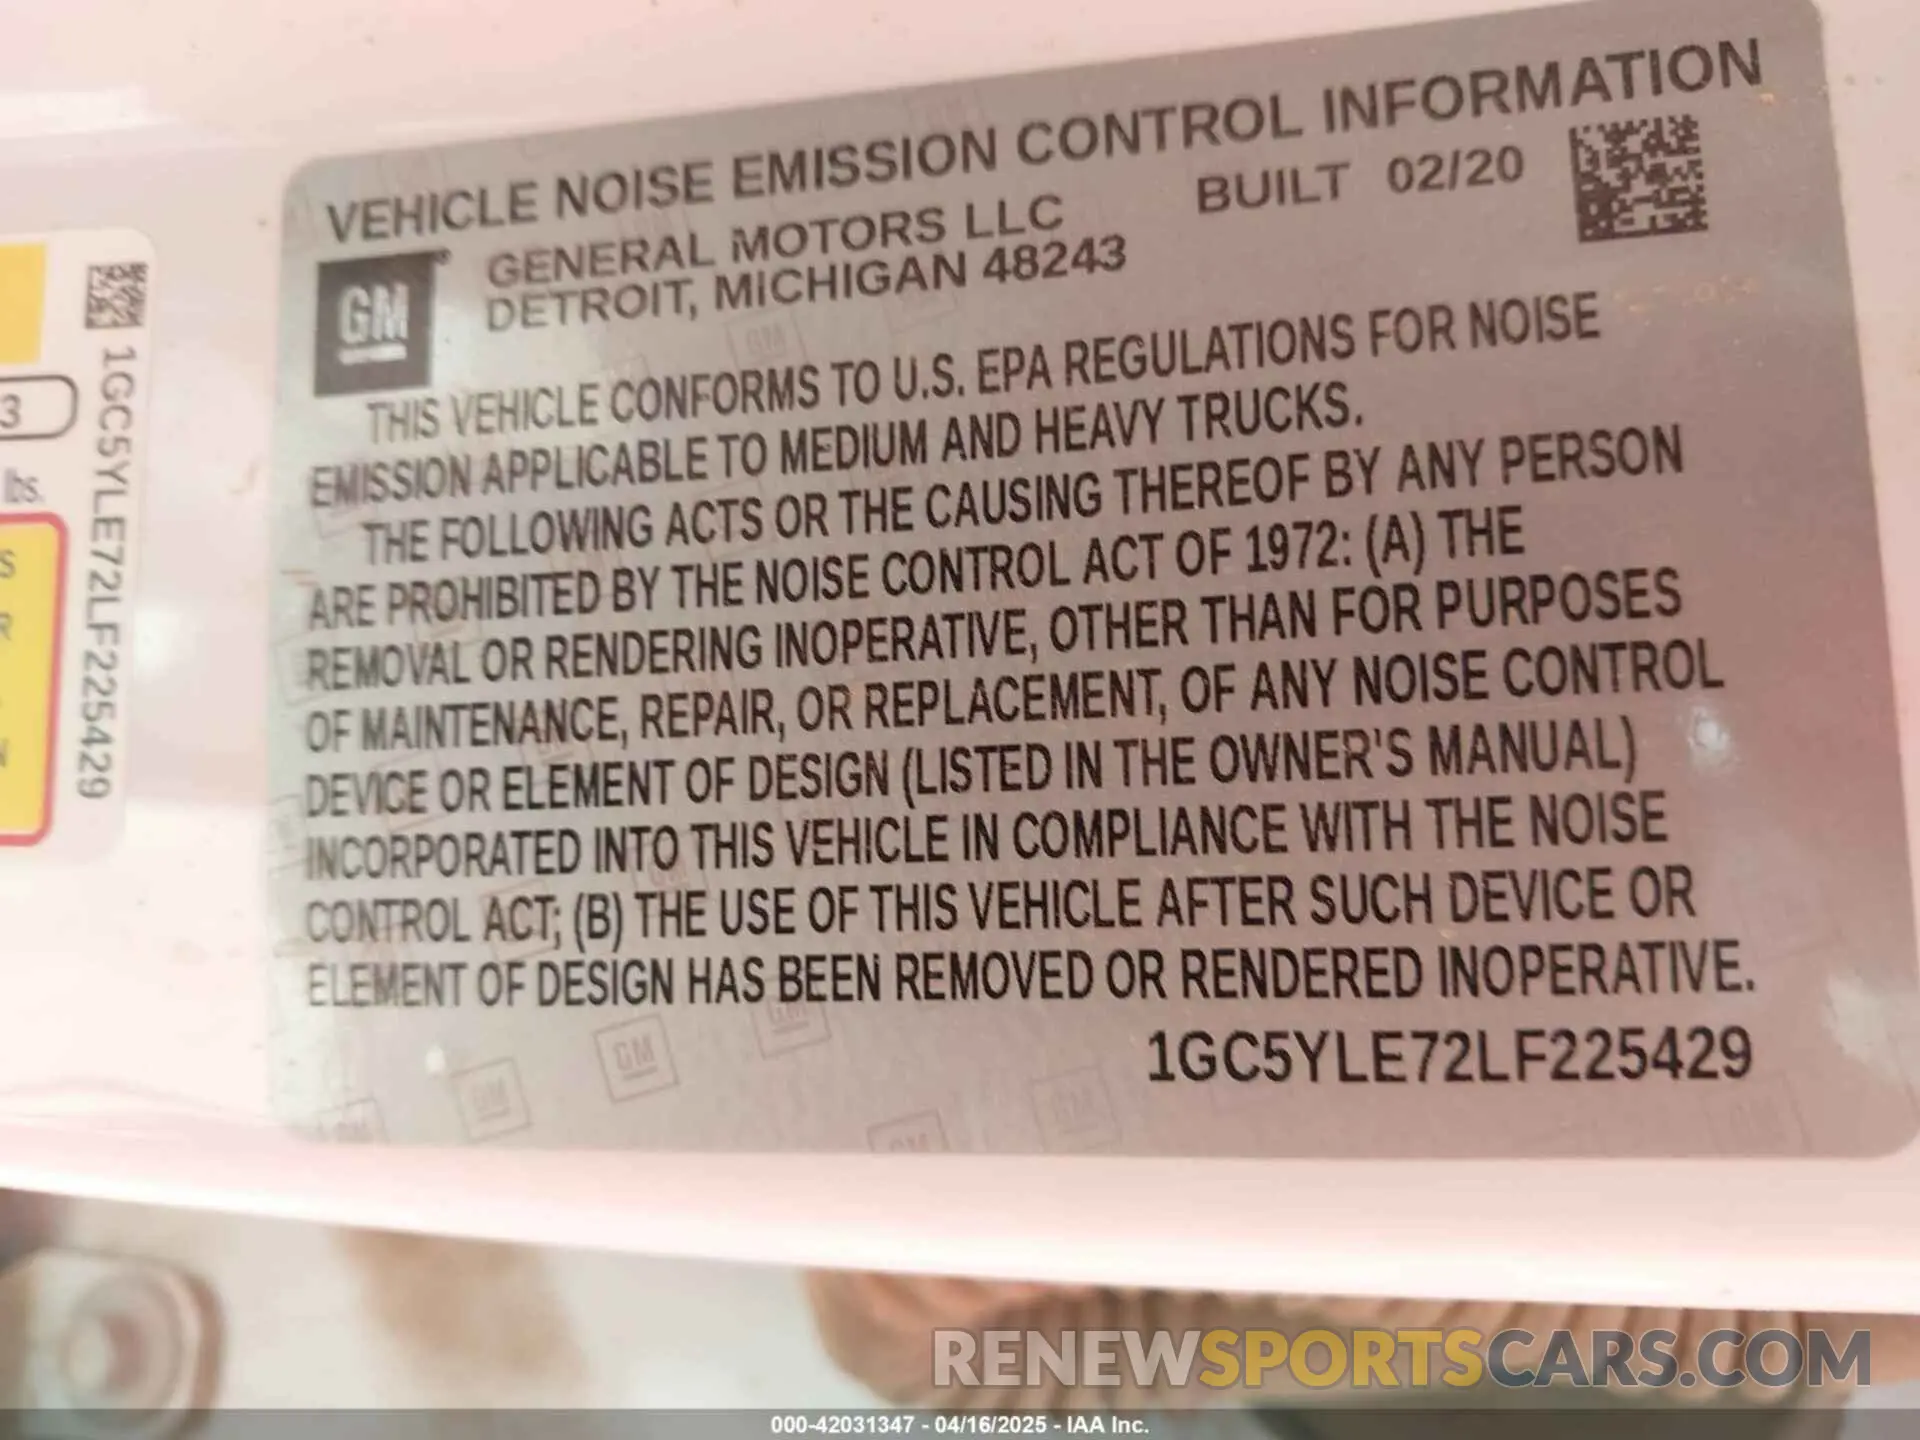 VEHICLE NOISE EMISSION CONTROL INFORMATION
GENERAL MOTORS LLC
DETROIT, MICHIGAN 48243
BUILT 02/20
GM
THIS VEHICLE CONFORMS TO U.S. EPA REGULATIONS FOR NOISE
EMISSION APPLICABLE TO MEDIUM AND HEAVY TRUCKS.
THE FOLLOWING ACTS OR THE CAUSING THEREOF BY ANY PERSON
ARE PROHIBITED BY THE NOISE CONTROL ACT OF 1972: (A) THE
REMOVAL OR RENDERING INOPERATIVE, OTHER THAN FOR PURPOSES
OF MAINTENANCE, REPAIR, OR REPLACEMENT, OF ANY NOISE CONTROL
DEVICE OR ELEMENT OF DESIGN (LISTED IN THE OWNER'S MANUAL)
INCORPORATED INTO THIS VEHICLE IN COMPLIANCE WITH THE NOISE
CONTROL ACT; (B) THE USE OF THIS VEHICLE AFTER SUCH DEVICE OR
ELEMENT OF DESIGN HAS BEEN REMOVED OR RENDERED INOPERATIVE.
1GC5YLE72LF225429
3
lbs.
S
R
N
1GC5YLE72LF225429
RENEWSPORTSCARS.COM
000-42031347 - 04/16/2025 - IAA Inc.